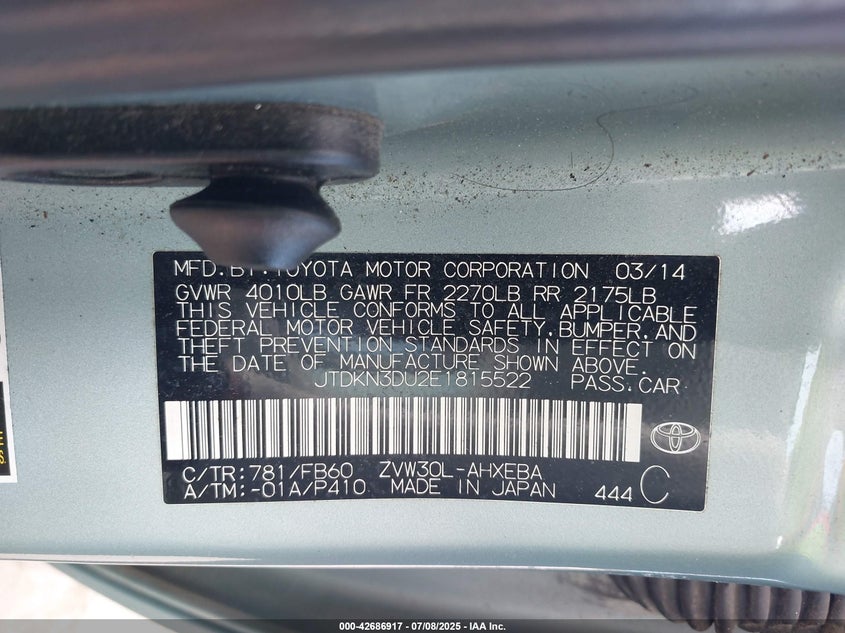 MFD.BY:TOYOTA MOTOR CORPORATION 03/14
GVWR 4010LB GAWR FR 2270LB RR 2175LB
THIS VEHICLE CONFORMS TO ALL APPLICABLE
FEDERAL MOTOR VEHICLE SAFETY,BUMPER,AND
THEFT PREVENTION STANDARDS IN EFFECT ON
THE DATE OF MANUFACTURE SHOWN ABOVE.
JTDKN3DU2E1815522 PASS.CAR
C/TR:781/FB60 ZVW30L-AHXEBA
A/TM:-01A/P410 MADE IN JAPAN 444 C
000-42686917 - 07/08/2025 - IAA Inc.